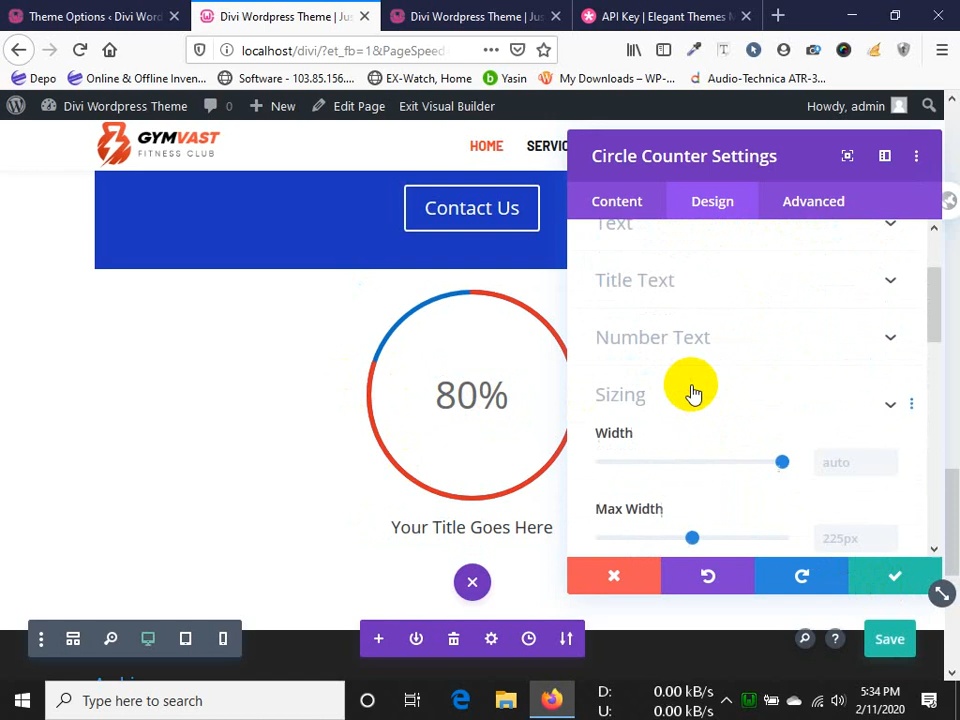 Theme Options ‹ Divi Word
Divi Wordpress Theme | Jus
Divi Wordpress Theme | Jus
API Key | Elegant Themes M
localhost/divi/?et_fb=1&PageSpeed
Depo
Online & Offline Inven...
Software - 103.85.156....
EX-Watch, Home
Yasin
My Downloads – WP-...
Audio-Technica ATR-3...
Divi Wordpress Theme
0
New
Edit Page
Exit Visual Builder
Howdy, admin
GYMVAST
FITNESS CLUB
HOME
SERVIC
Circle Counter Settings
Contact Us
Content
Design
Advanced
Text
Title Text
Number Text
80%
Sizing
Width
auto
Max Width
225px
Your Title Goes Here
Save
Type here to search
D: 0.00 kB/s
U: 0.00 kB/s
5:34 PM
2/11/2020